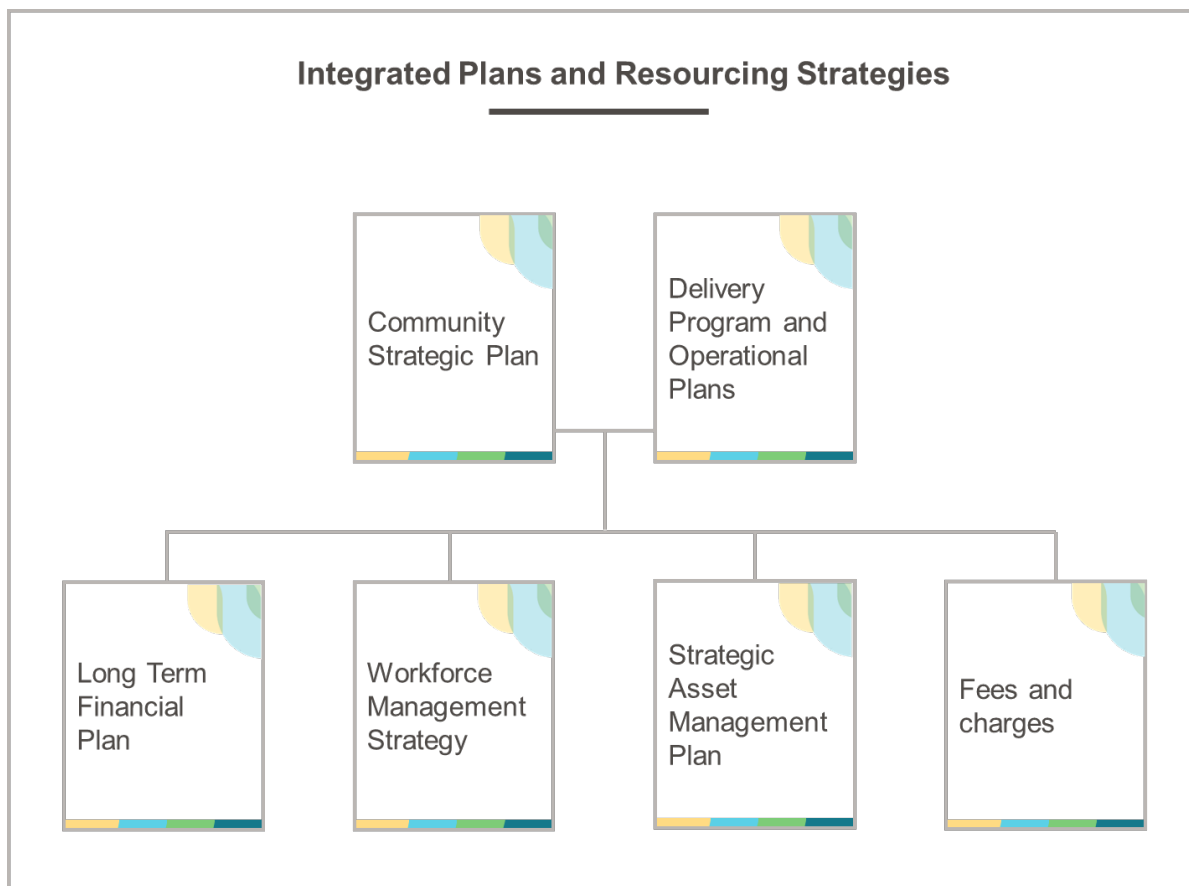 Integrated Plans and Resourcing Strategies
Community
Strategic Plan
Delivery
Program and
Operational
Plans
Long Term
Financial
Plan
Workforce
Management
Strategy
Strategic
Asset
Management
Plan
Fees and
charges